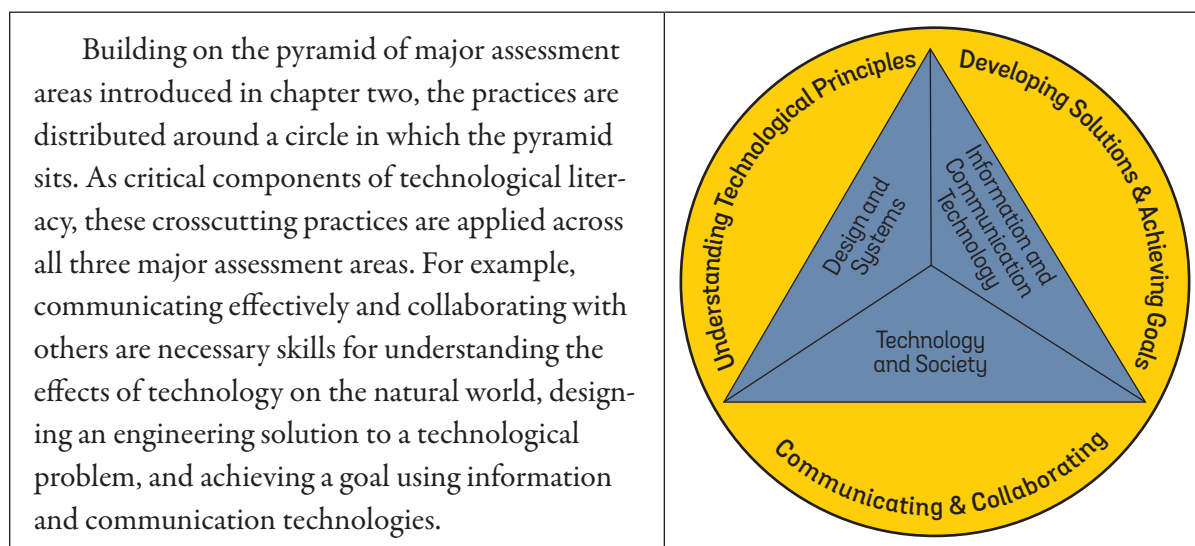 Building on the pyramid of major assessment
areas introduced in chapter two, the practices are
distributed around a circle in which the pyramid
sits. As critical components of technological liter-
acy, these crosscutting practices are applied across
all three major assessment areas. For example,
communicating effectively and collaborating with
others are necessary skills for understanding the
effects of technology on the natural world, design-
ing an engineering solution to a technological
problem, and achieving a goal using information
and communication technologies.
Understanding Technological Principles
Developing Solutions & Achieving Goals
Communicating & Collaborating
Design and
Systems
Information and
Communication
Technology
Technology
and Society